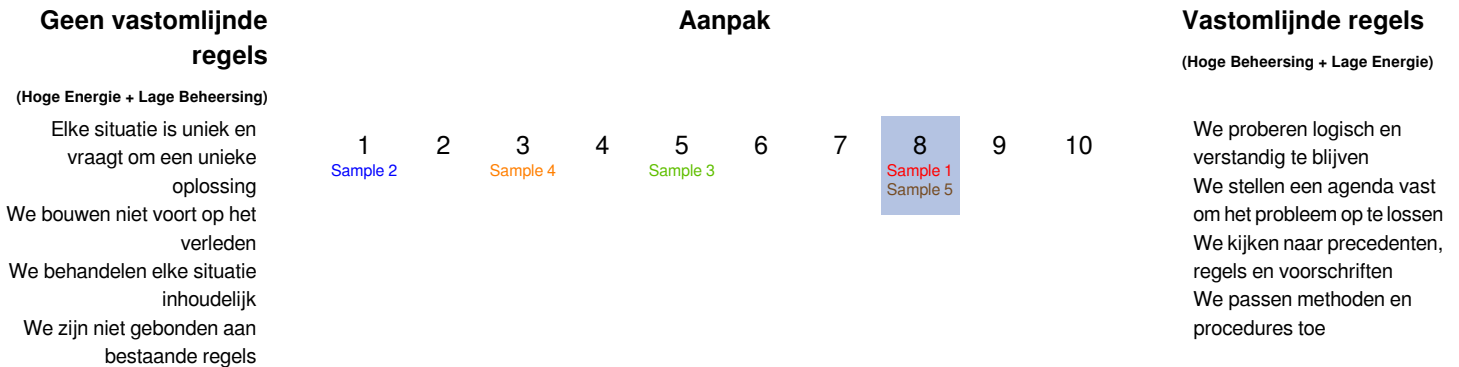 Geen vastomlijnde
regels
(Hoge Energie + Lage Beheersing)
Elke situatie is uniek en
vraagt om een unieke
oplossing
We bouwen niet voort op het
verleden
We behandelen elke situatie
inhoudelijk
We zijn niet gebonden aan
bestaande regels
Aanpak
1 2 3 4 5 6 7 8 9 10
Sample 2 Sample 4 Sample 3 Sample 1
Sample 5
Vastomlijnde regels
(Hoge Beheersing + Lage Energie)
We proberen logisch en
verstandig te blijven
We stellen een agenda vast
om het probleem op te lossen
We kijken naar precedenten,
regels en voorschriften
We passen methoden en
procedures toe